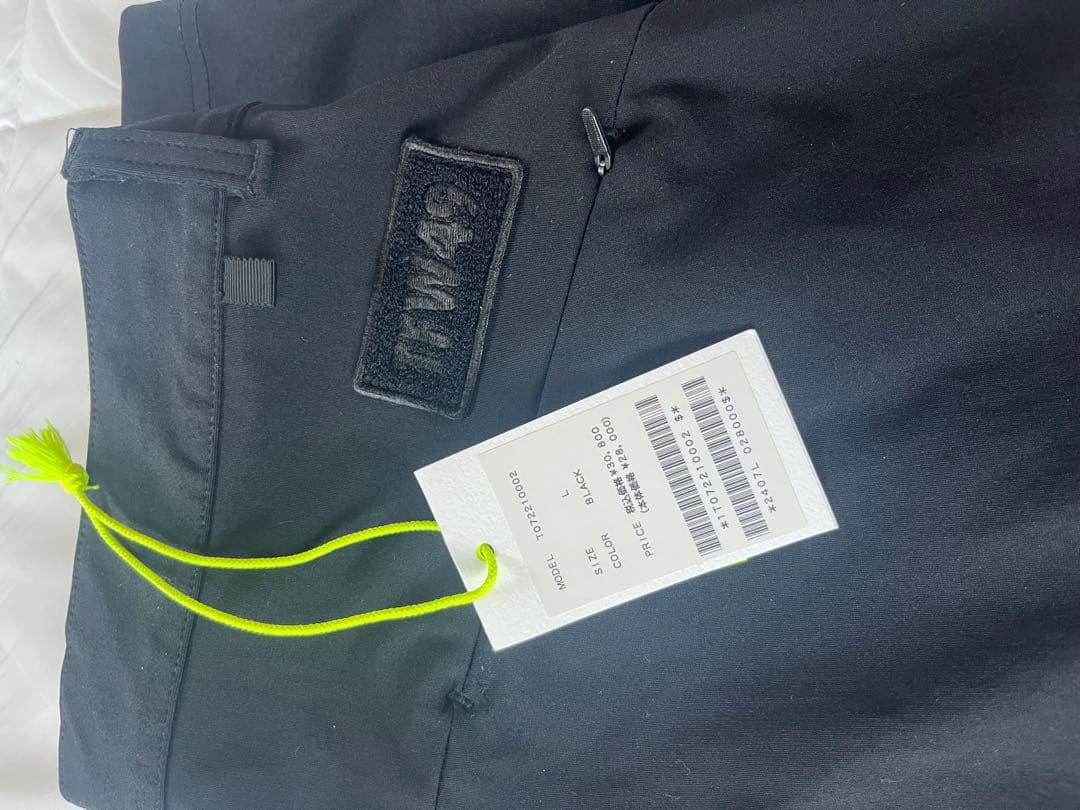 TFW49
MODEL T072210002
SIZE L
COLOR BLACK
PRICE 税込価格 ¥30,800
(本体価格 ¥28,000)
*1T072210002 $*
*2407L 028000$*